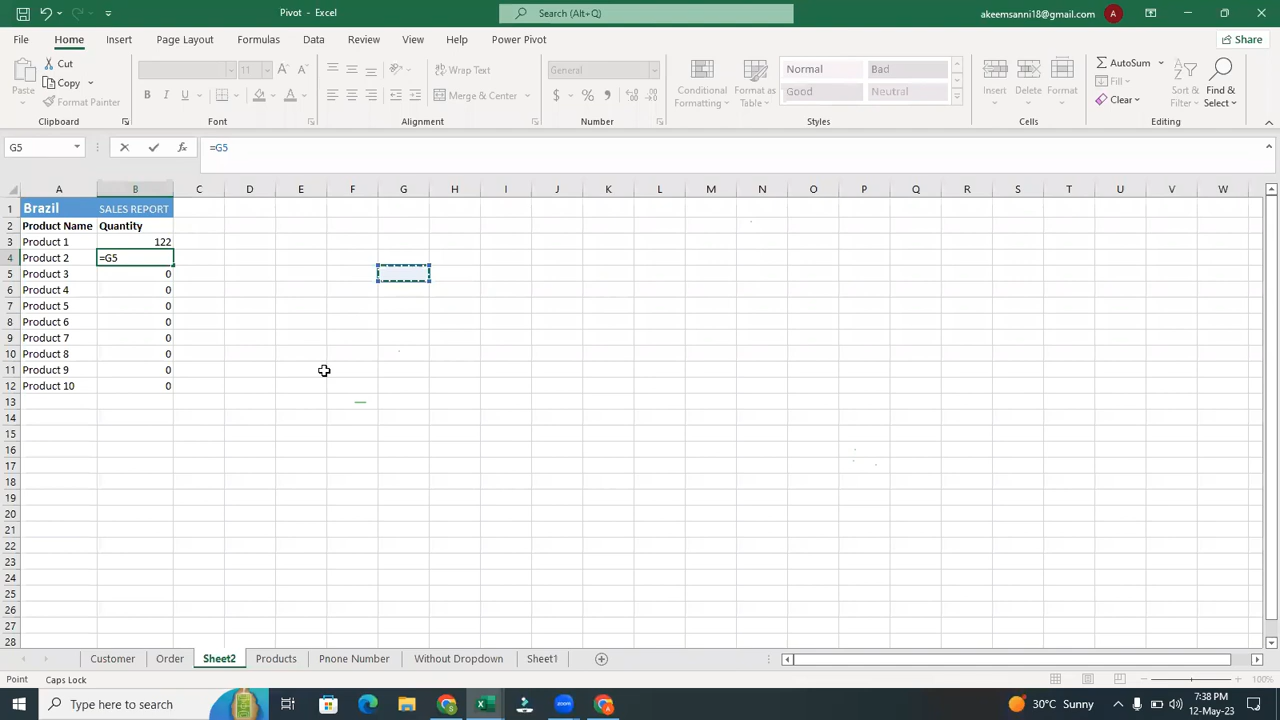 Pivot - Excel
Search (Alt+Q)
akeemsanni18@gmail.com
A
File Home Insert Page Layout Formulas Data Review View Help Power Pivot
Share
Paste
Cut
Copy
Format Painter
Clipboard
11
B I U
Font
Wrap Text
Merge & Center
Alignment
General
$ % 9
Number
Conditional Formatting
Format as Table
Normal Bad
Good Neutral
Styles
Insert Delete Format
Cells
AutoSum
Fill
Clear
Sort & Filter
Find & Select
Editing
G5
fx
=G5
A B C D E F G H I J K L M N O P Q R S T U V W
1 Brazil SALES REPORT
2 Product Name Quantity
3 Product 1 122
4 Product 2 =G5
5 Product 3 0
6 Product 4 0
7 Product 5 0
8 Product 6 0
9 Product 7 0
10 Product 8 0
11 Product 9 0
12 Product 10 0
13
14
15
16
17
18
19
20
21
22
23
24
25
26
27
28
Customer Order Sheet2 Products Pnone Number Without Dropdown Sheet1
Point Caps Lock
100%
Type here to search
30°C Sunny
7:38 PM
12-May-23